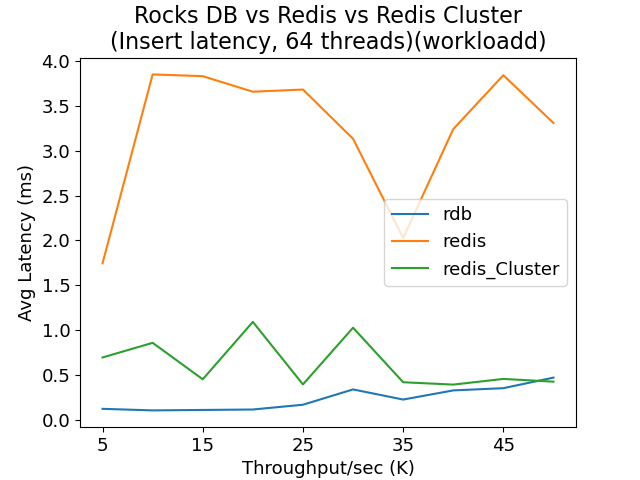 Rocks DB vs Redis vs Redis Cluster
(Insert latency, 64 threads)(workloadd)
4.0
3.5
3.0
2.5
2.0
1.5
1.0
0.5
0.0
Avg Latency (ms)
rdb
redis
redis_Cluster
5 15 25 35 45
Throughput/sec (K)